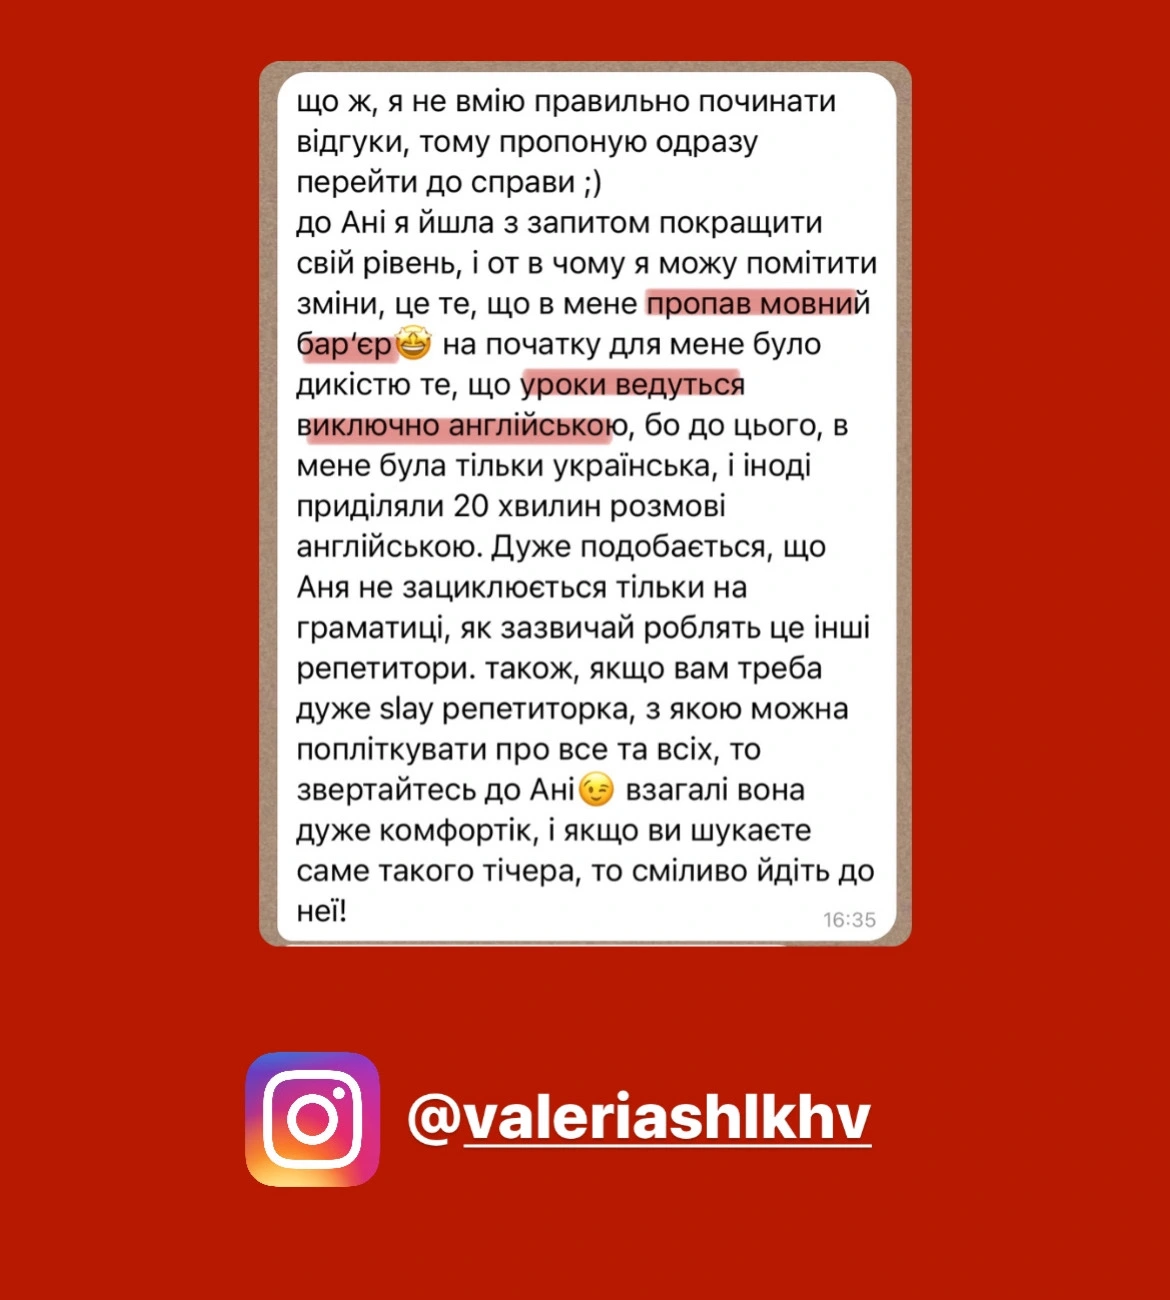 що ж, я не вмію правильно починати
відгуки, тому пропоную одразу
перейти до справи ;)
до Ані я йшла з запитом покращити
свій рівень, і от в чому я можу помітити
зміни, це те, що в мене пропав мовний
бар‘єр🤩 на початку для мене було
дикістю те, що уроки ведуться
виключно англійською, бо до цього, в
мене була тільки українська, і іноді
приділяли 20 хвилин розмові
англійською. Дуже подобається, що
Аня не зациклюється тільки на
граматиці, як зазвичай роблять це інші
репетитори. також, якщо вам треба
дуже slay репетиторка, з якою можна
попліткувати про все та всіх, то
звертайтесь до Ані😉 взагалі вона
дуже комфортік, і якщо ви шукаєте
саме такого тічера, то сміливо йдіть до
неї!
16:35
@valeriashlkhv